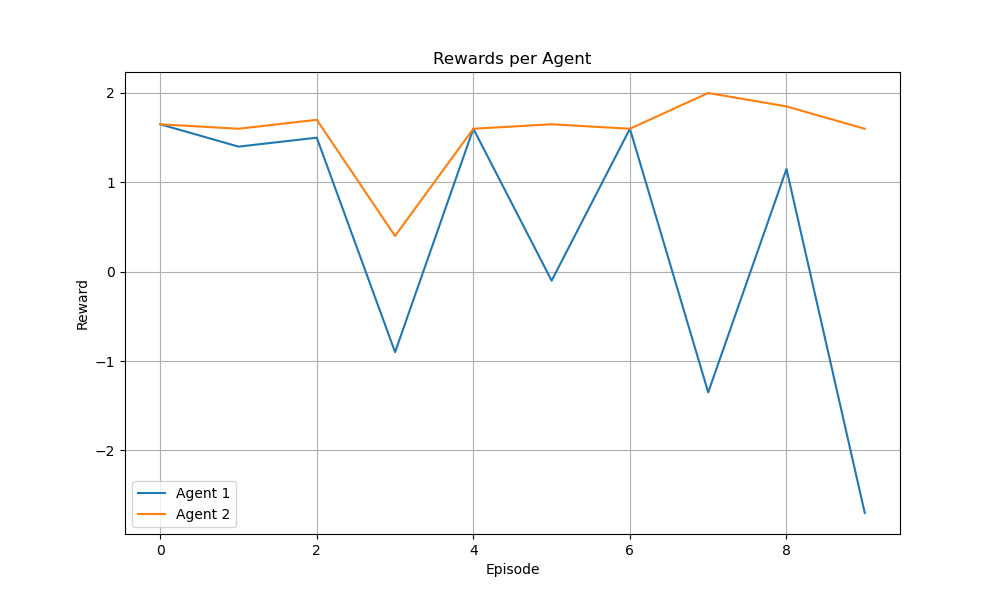 Rewards per Agent
2
1
0
−1
−2
Reward
Agent 1
Agent 2
0 2 4 6 8
Episode